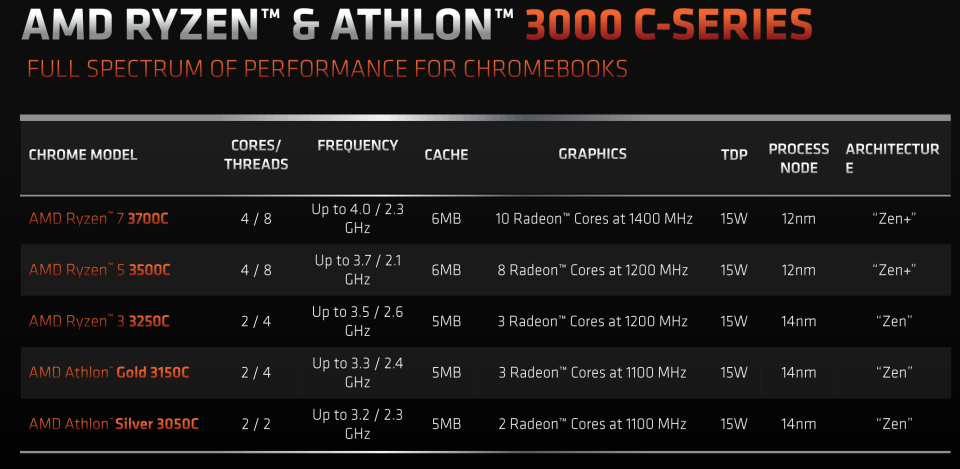 AMD RYZEN™ & ATHLON™ 3000 C-SERIES
FULL SPECTRUM OF PERFORMANCE FOR CHROMEBOOKS
CHROME MODEL CORES/ THREADS FREQUENCY CACHE GRAPHICS TDP PROCESS NODE ARCHITECTUR E
AMD Ryzen™ 7 3700C 4 / 8 Up to 4.0 / 2.3 GHz 6MB 10 Radeon™ Cores at 1400 MHz 15W 12nm “Zen+”
AMD Ryzen™ 5 3500C 4 / 8 Up to 3.7 / 2.1 GHz 6MB 8 Radeon™ Cores at 1200 MHz 15W 12nm “Zen+”
AMD Ryzen™ 3 3250C 2 / 4 Up to 3.5 / 2.6 GHz 5MB 3 Radeon™ Cores at 1200 MHz 15W 14nm “Zen”
AMD Athlon™ Gold 3150C 2 / 4 Up to 3.3 / 2.4 GHz 5MB 3 Radeon™ Cores at 1100 MHz 15W 14nm “Zen”
AMD Athlon™ Silver 3050C 2 / 2 Up to 3.2 / 2.3 GHz 5MB 2 Radeon™ Cores at 1100 MHz 15W 14nm “Zen”